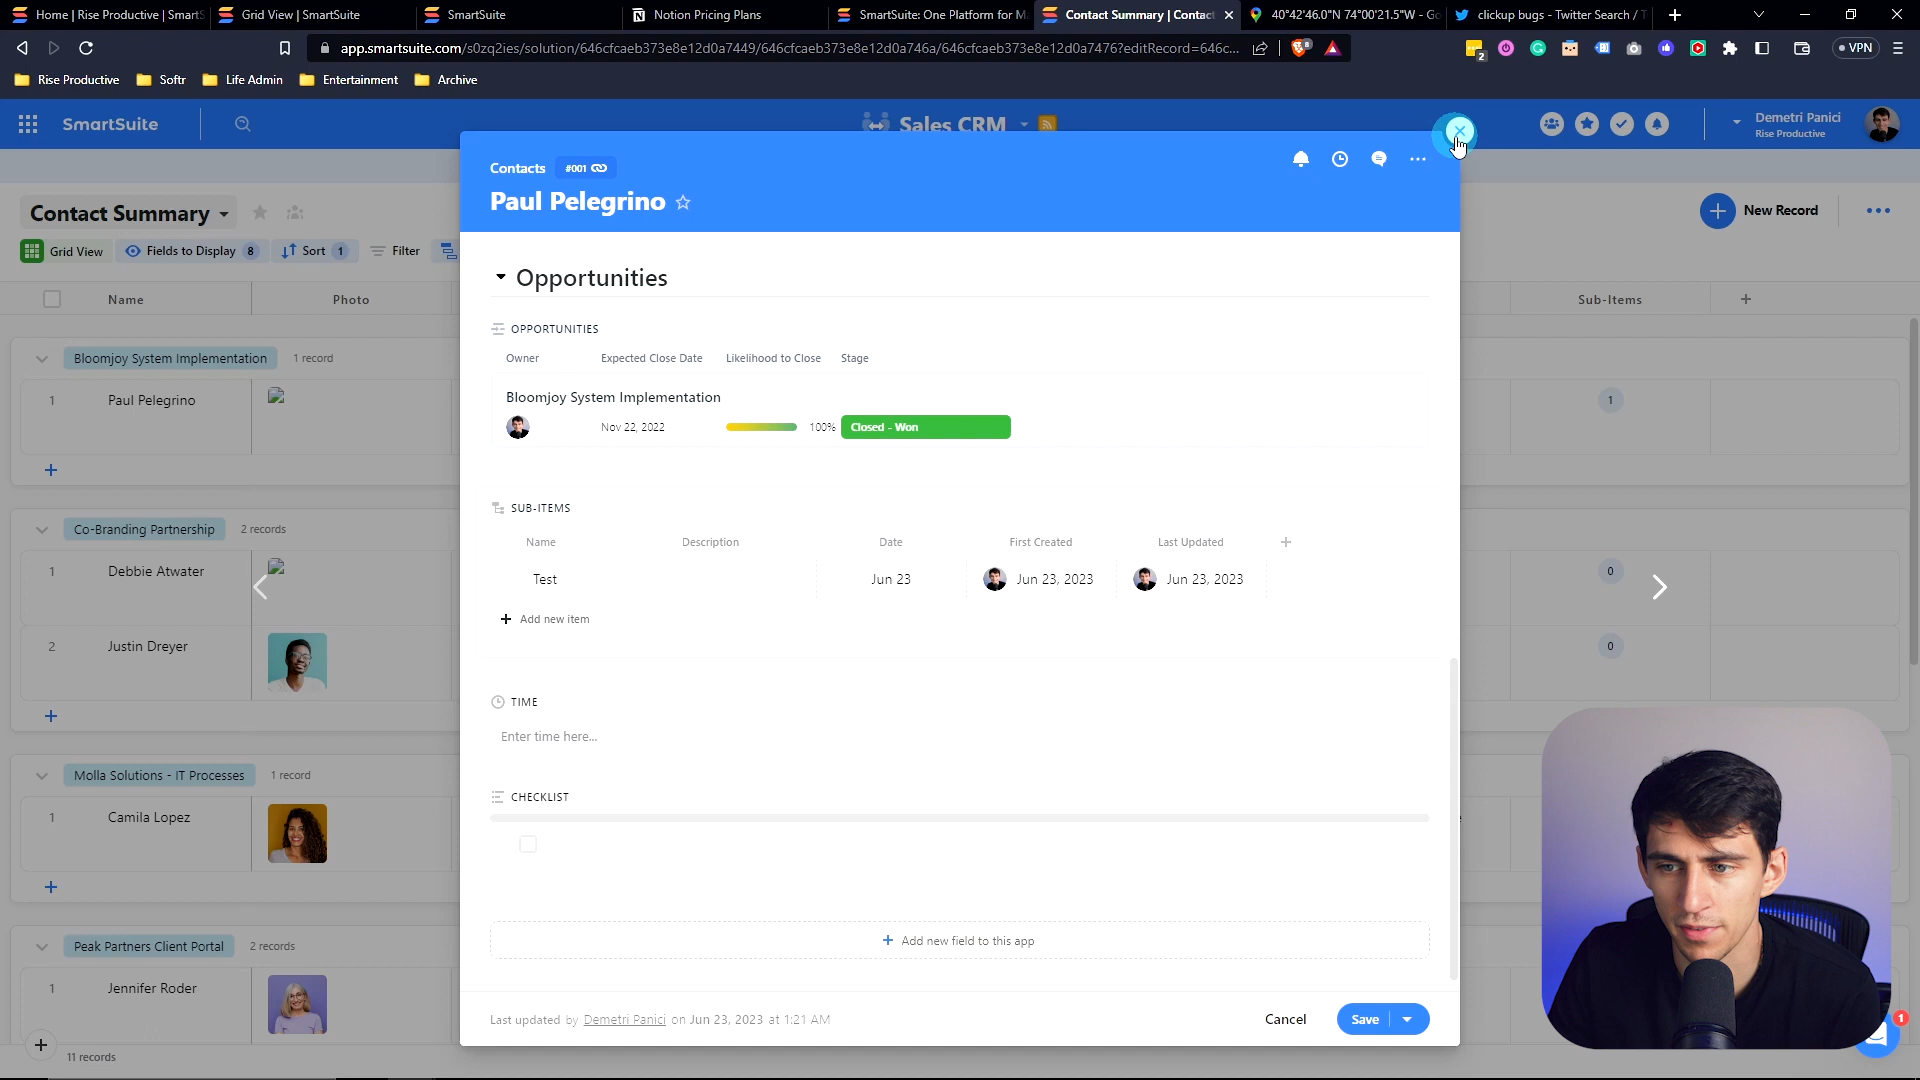 Home | Rise Productive | SmartS
Grid View | SmartSuite
SmartSuite
Notion Pricing Plans
SmartSuite: One Platform for M
Contact Summary | Contac
40°42'46.0"N 74°00'21.5"W - Go
clickup bugs - Twitter Search / T
app.smartsuite.com/s0zq2ies/solution/646cfcaeb373e8e12d0a7449/646cfcaeb373e8e12d0a746a/646cfcaeb373e8e12d0a7476?editRecord=646c...
8
2
VPN
Rise Productive
Softr
Life Admin
Entertainment
Archive
SmartSuite
Sales CRM
Demetri Panici
Rise Productive
Contacts
#001
Paul Pelegrino
Contact Summary
New Record
Grid View
Fields to Display 8
Sort 1
Filter
Name
Photo
Sub-Items
Opportunities
OPPORTUNITIES
Owner
Expected Close Date
Likelihood to Close
Stage
Bloomjoy System Implementation
Nov 22, 2022
100%
Closed - Won
SUB-ITEMS
Name
Description
Date
First Created
Last Updated
Test
Jun 23
Jun 23, 2023
Jun 23, 2023
Add new item
TIME
Enter time here...
CHECKLIST
Add new field to this app
Last updated by Demetri Panici on Jun 23, 2023 at 1:21 AM
Cancel
Save
Bloomjoy System Implementation
1 record
1
Paul Pelegrino
1
Co-Branding Partnership
2 records
1
Debbie Atwater
0
2
Justin Dreyer
0
Molla Solutions - IT Processes
1 record
1
Camila Lopez
Peak Partners Client Portal
2 records
1
Jennifer Roder
11 records
1